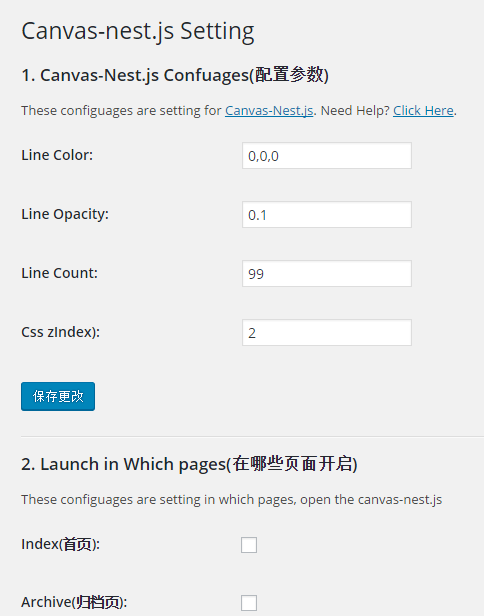 Canvas-nest.js Setting
1. Canvas-Nest.js Confuages(配置参数)
These configuages are setting for Canvas-Nest.js. Need Help? Click Here.
Line Color: 0,0,0
Line Opacity: 0.1
Line Count: 99
Css zIndex): 2
保存更改
2. Launch in Which pages(在哪些页面开启)
These configuages are setting in which pages, open the canvas-nest.js
Index(首页):
Archive(归档页):